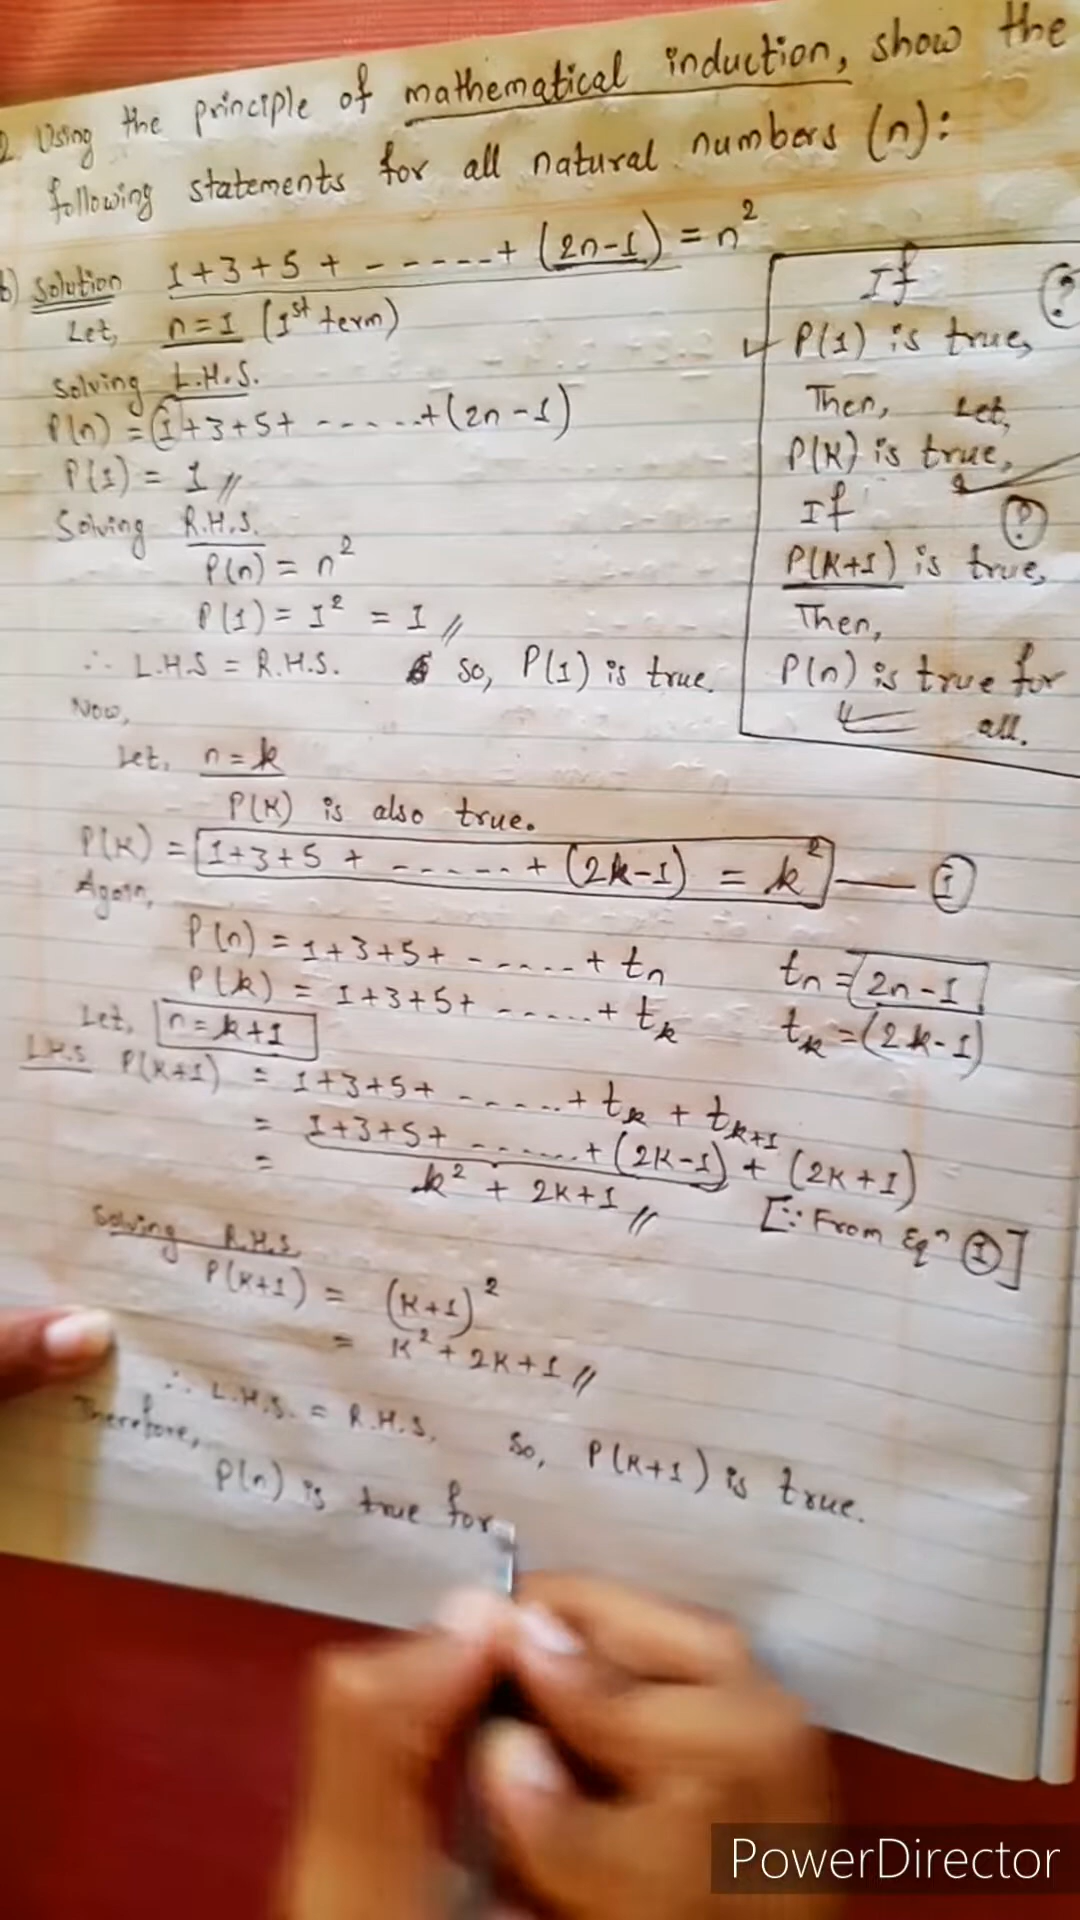 2. Using the principle of mathematical induction, show the
following statements for all natural numbers (n):
b) Solution 1+3+5+ - - - - - + (2n-1) = n²
Let, n=1 (1st term)
Solving L.H.S.
P(n) = 1+3+5+ - - - - - + (2n-1)
P(1) = 1 //
Solving R.H.S.
P(n) = n²
P(1) = 1² = 1 //
∴ L.H.S = R.H.S. So, P(1) is true.
If ?
P(1) is true,
Then, Let,
P(K) is true,
If ?
P(K+1) is true,
Then,
P(n) is true for
all.
Now,
Let, n=k
P(K) is also true.
P(K) = 1+3+5+ - - - - - + (2k-1) = k² —— 1
Again,
P(n) = 1+3+5+ - - - - - + tn tn = 2n-1
P(k) = 1+3+5+ - - - - - + tk tk = (2k-1)
Let, n=k+1
L.H.S P(K+1) = 1+3+5+ - - - - - + tk + tk+1
= 1+3+5+ - - - - - + (2K-1) + (2K+1)
= k² + 2K+1 // [∵ From Eqn 1]
Solving R.H.S
P(K+1) = (K+1)²
= K² + 2K+1 //
∴ L.H.S. = R.H.S. So, P(K+1) is true.
Therefore,
P(n) is true for
PowerDirector